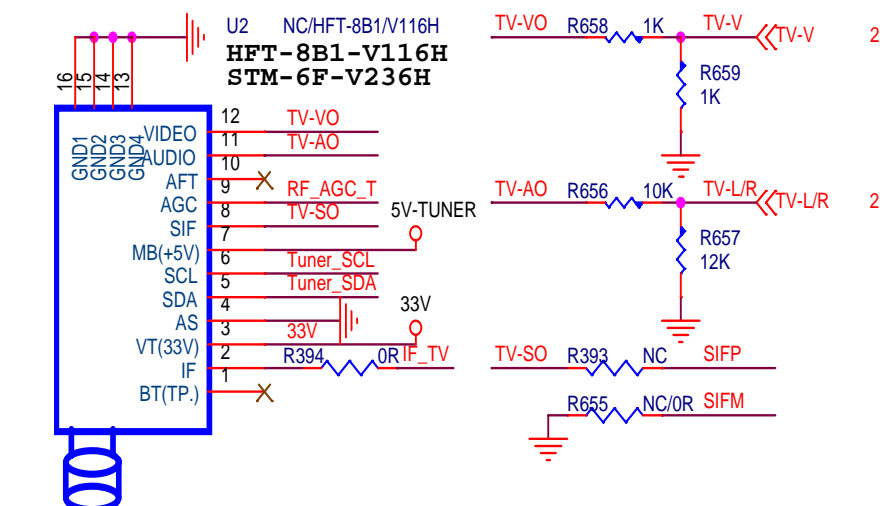 U2 NC/HFT-8B1/V116H
HFT-8B1-V116H
STM-6F-V236H
16
15
14
13
GND1
GND2
GND3
GND4
VIDEO 12 TV-VO
AUDIO 11 TV-AO
AFT 10
AGC 9 RF_AGC_T
SIF 8 TV-SO
MB(+5V) 7 5V-TUNER
SCL 6 Tuner_SCL
SDA 5 Tuner_SDA
AS 4
VT(33V) 3 33V 33V
IF 2 R394 0R IF_TV
BT(TP.) 1
TV-VO R658 1K TV-V TV-V 2
R659
1K
TV-AO R656 10K TV-L/R TV-L/R 2
R657
12K
TV-SO R393 NC SIFP
R655 NC/0R SIFM